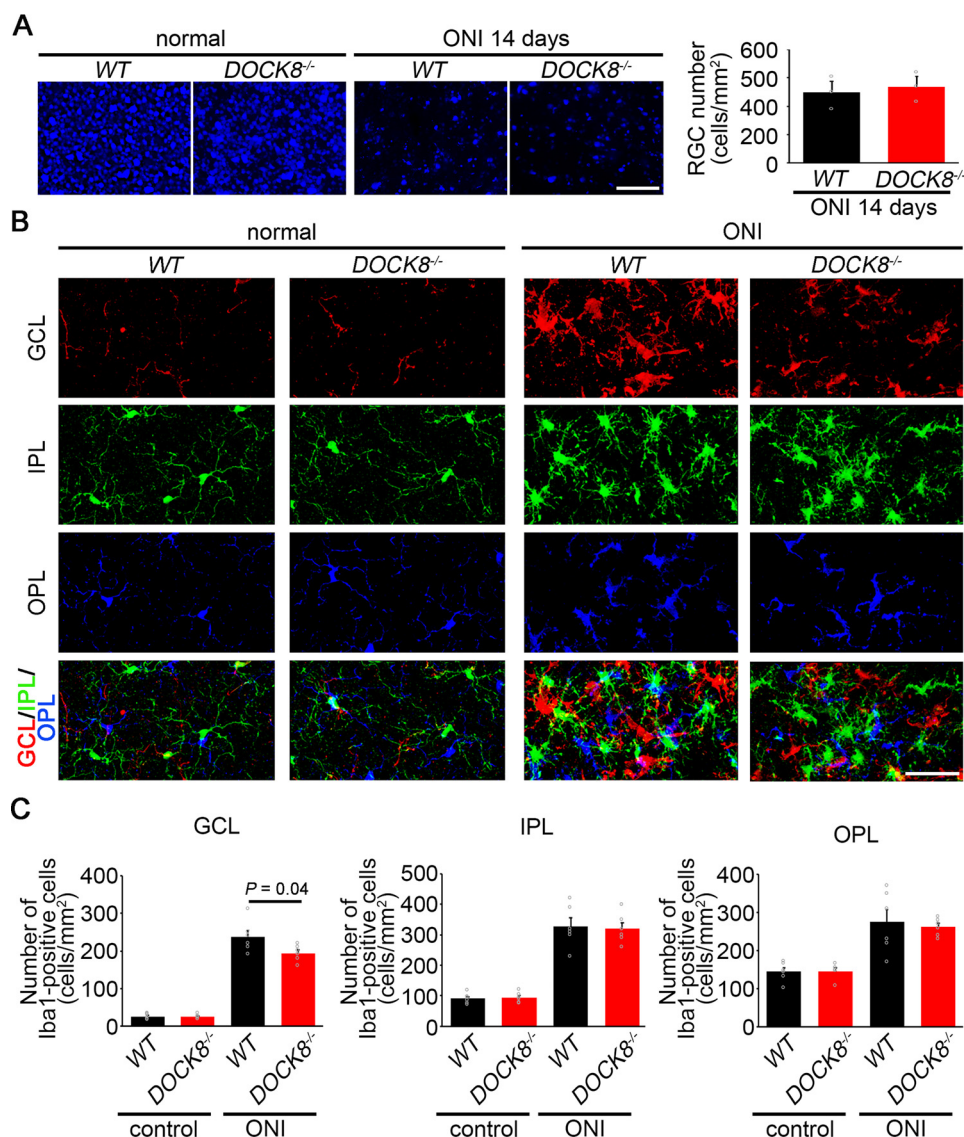 A
normal
ONI 14 days
WT
DOCK8-/-
WT
DOCK8-/-
RGC number
(cells/mm²)
600
500
400
200
0
WT
DOCK8-/-
ONI 14 days
B
normal
ONI
WT
DOCK8-/-
WT
DOCK8-/-
GCL
IPL
OPL
GCL/IPL/
OPL
C
GCL
Number of
Iba1-positive cells
(cells/mm²)
400
300
200
100
0
P = 0.04
WT
DOCK8-/-
WT
DOCK8-/-
control
ONI
IPL
Number of
Iba1-positive cells
(cells/mm²)
500
400
300
200
100
0
WT
DOCK8-/-
WT
DOCK8-/-
control
ONI
OPL
Number of
Iba1-positive cells
(cells/mm²)
400
300
200
100
0
WT
DOCK8-/-
WT
DOCK8-/-
control
ONI